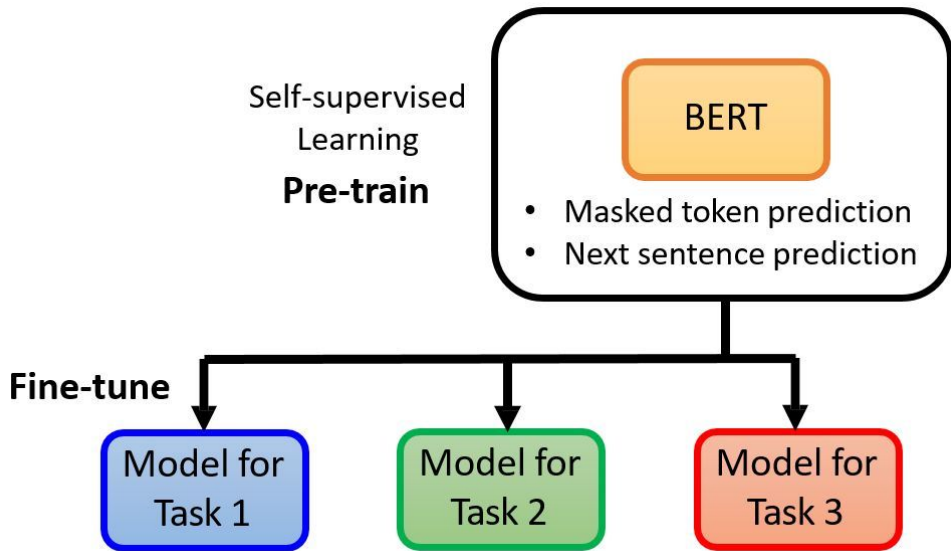 Self-supervised
Learning
Pre-train
BERT
• Masked token prediction
• Next sentence prediction
Fine-tune
Model for
Task 1
Model for
Task 2
Model for
Task 3